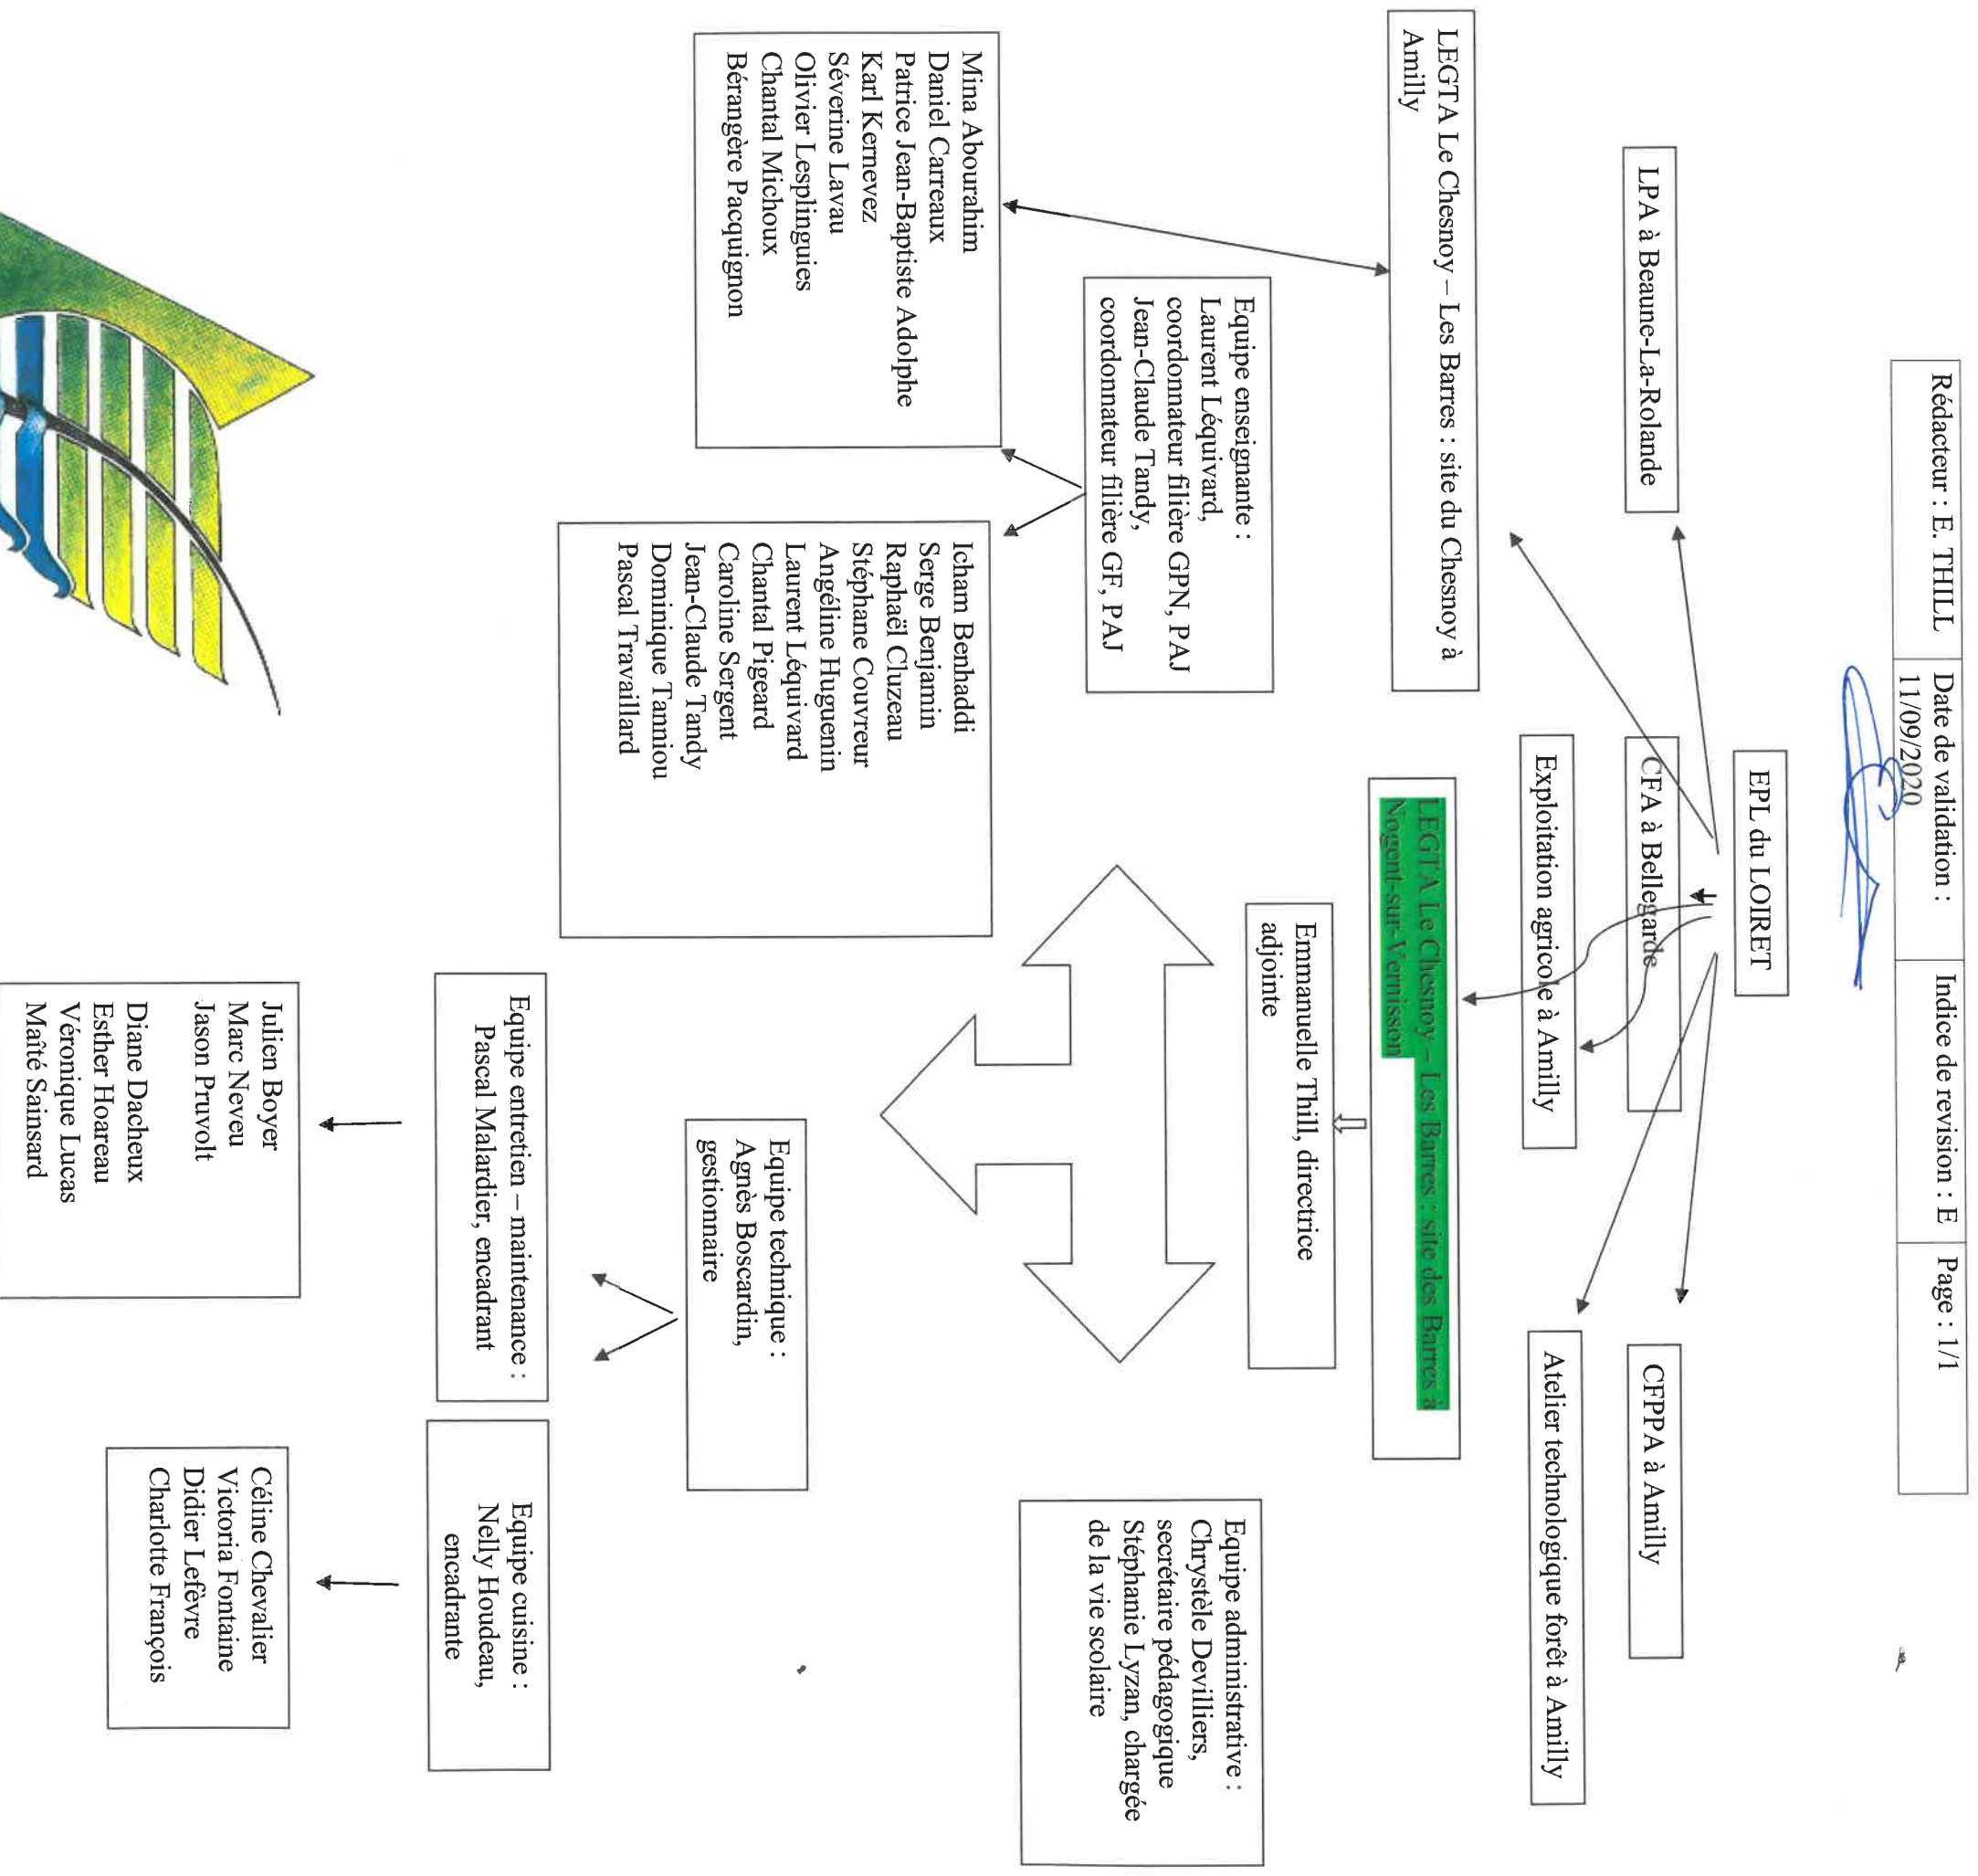 Rédacteur : E. THILL
Date de validation :
11/09/2020
Indice de revision : E
Page : 1/1
EPL du LOIRET
LPA à Beaune-La-Rolande
CFA à Bellegarde
CFPPA à Amilly
LEGTA Le Chesnoy – Les Barres : site du Chesnoy à
Amilly
Exploitation agricole à Amilly
Atelier technologique forêt à Amilly
LEGTA Le Chesnoy – Les Barres : site des Barres à
Nogent-sur-Vernisson
Emmanuelle Thill, directrice
adjointe
Equipe enseignante :
Laurent Léquivard,
coordonnateur filière GPN, PAJ
Jean-Claude Tandy,
coordonnateur filière GF, PAJ
Equipe administrative :
Chrystèle Devilliers,
secrétaire pédagogique
Stéphanie Lyzan, chargée
de la vie scolaire
Mina Abourahim
Daniel Carreaux
Patrice Jean-Baptiste Adolphe
Karl Kernevez
Séverine Lavau
Olivier Lesplinguies
Chantal Michoux
Bérangère Pacquignon
Icham Benhaddi
Serge Benjamin
Raphaël Cluzeau
Stéphane Couvreur
Angéline Huguenin
Laurent Léquivard
Chantal Pigeard
Caroline Sergent
Jean-Claude Tandy
Dominique Tanniou
Pascal Travaillard
Equipe technique :
Agnès Boscardin,
gestionnaire
Equipe entretien – maintenance :
Pascal Malardier, encadrant
Equipe cuisine :
Nelly Houdeau,
encadrante
Julien Boyer
Marc Neveu
Jason Pruvolt
Diane Dacheux
Esther Hoareau
Véronique Lucas
Maîté Sainsard
Céline Chevalier
Victoria Fontaine
Didier Lefèvre
Charlotte François